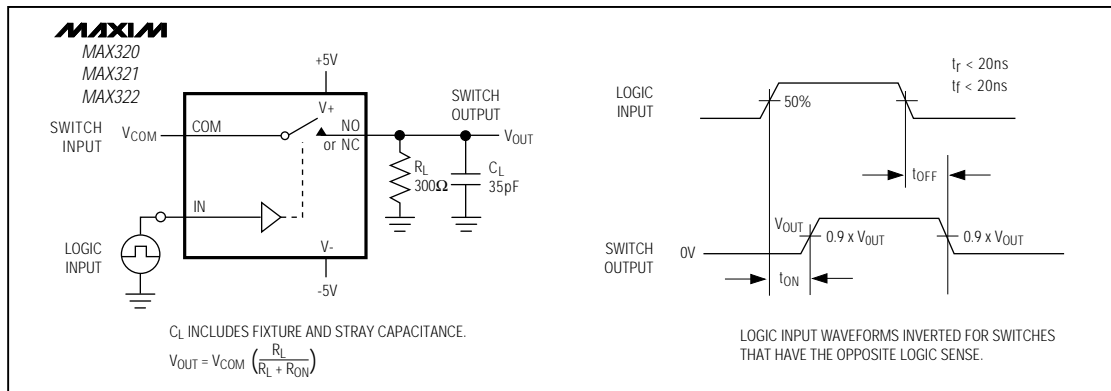 MAXIM
MAX320
MAX321
MAX322
+5V
V+
SWITCH
INPUT
VCOM
COM
NO
or NC
SWITCH
OUTPUT
VOUT
RL
300Ω
CL
35pF
IN
LOGIC
INPUT
V-
-5V
CL INCLUDES FIXTURE AND STRAY CAPACITANCE.
VOUT = VCOM (RL / RL + RON)
tr < 20ns
tf < 20ns
LOGIC
INPUT
50%
tOFF
VOUT
0.9 x VOUT
0.9 x VOUT
SWITCH
OUTPUT
0V
tON
LOGIC INPUT WAVEFORMS INVERTED FOR SWITCHES
THAT HAVE THE OPPOSITE LOGIC SENSE.